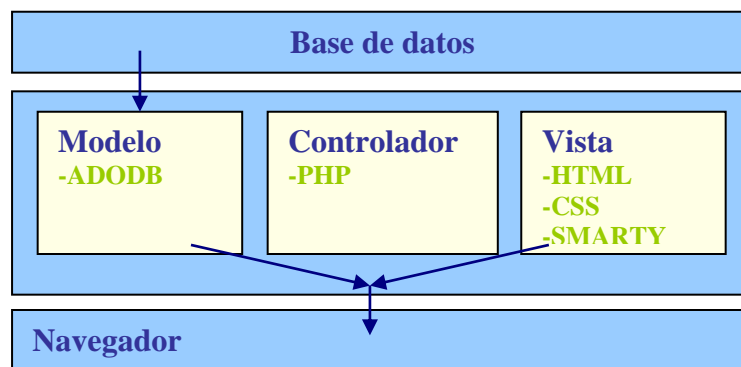 Base de datos
Modelo
-ADODB
Controlador
-PHP
Vista
-HTML
-CSS
-SMARTY
Navegador